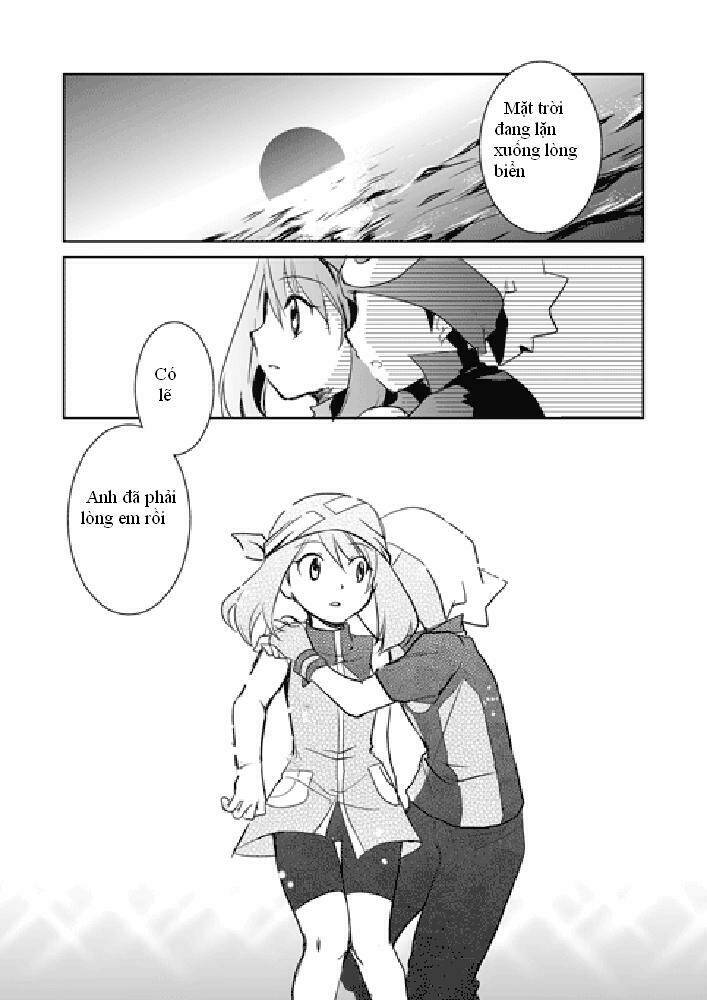 Mặt trời
đang lặn
xuống lòng
biển
Có
lẽ
Anh đã phải
lòng em rồi